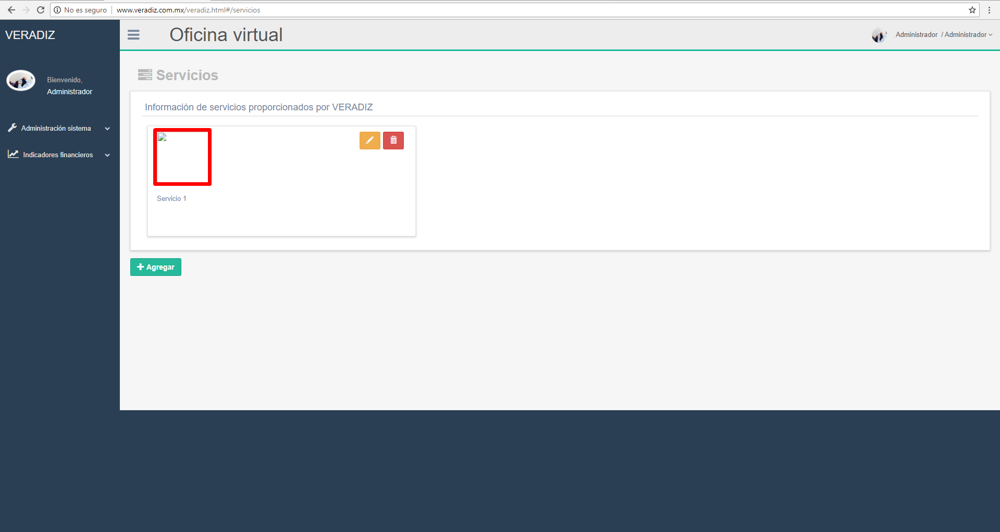 No es seguro | www.veradiz.com.mx/veradiz.html#/servicios
VERADIZ
Oficina virtual
Administrador / Administrador
Bienvenido,
Administrador
Administración sistema
Indicadores financieros
Servicios
Información de servicios proporcionados por VERADIZ
Servicio 1
Agregar